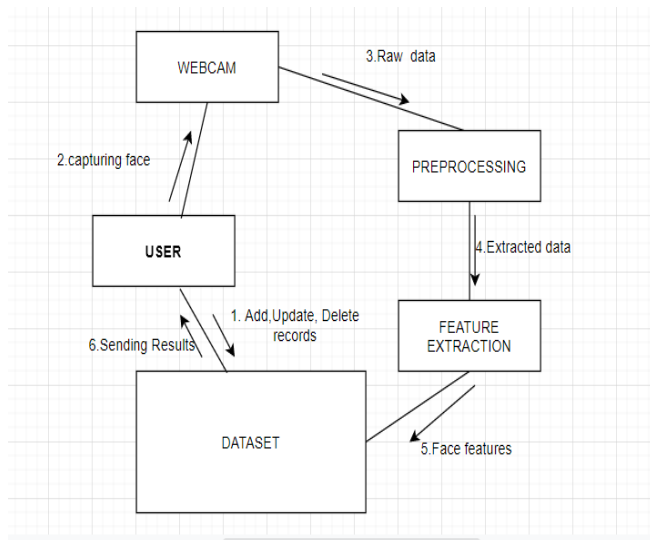 WEBCAM
3.Raw data
2.capturing face
PREPROCESSING
USER
4.Extracted data
1. Add,Update, Delete
records
6.Sending Results
FEATURE
EXTRACTION
DATASET
5.Face features